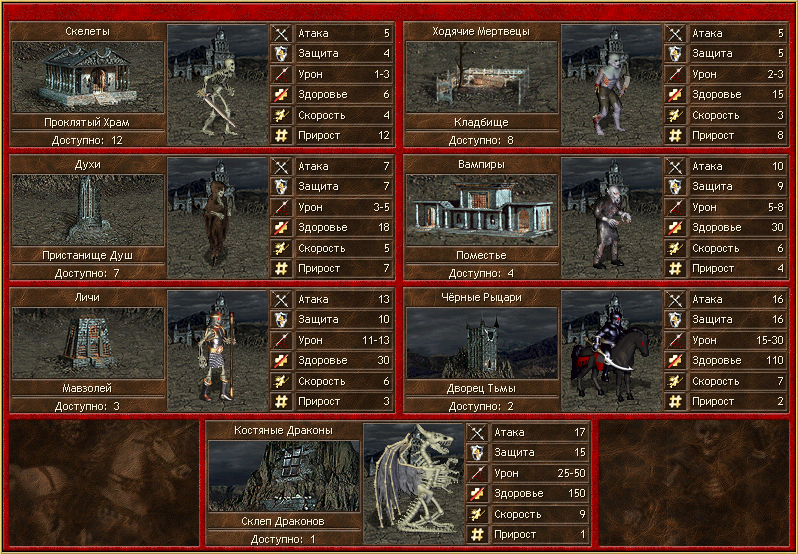 Скелеты
Атака 5
Защита 4
Урон 1-3
Здоровье 6
Скорость 4
Прирост 12
Проклятый Храм
Доступно: 12
Ходячие Мертвецы
Атака 5
Защита 5
Урон 2-3
Здоровье 15
Скорость 3
Прирост 8
Кладбище
Доступно: 8
Духи
Атака 7
Защита 7
Урон 3-5
Здоровье 18
Скорость 5
Прирост 7
Пристанище Душ
Доступно: 7
Вампиры
Атака 10
Защита 9
Урон 5-8
Здоровье 30
Скорость 6
Прирост 4
Поместье
Доступно: 4
Личи
Атака 13
Защита 10
Урон 11-13
Здоровье 30
Скорость 6
Прирост 3
Мавзолей
Доступно: 3
Чёрные Рыцари
Атака 16
Защита 16
Урон 15-30
Здоровье 110
Скорость 7
Прирост 2
Дворец Тьмы
Доступно: 2
Костяные Драконы
Атака 17
Защита 15
Урон 25-50
Здоровье 150
Скорость 9
Прирост 1
Склеп Драконов
Доступно: 1